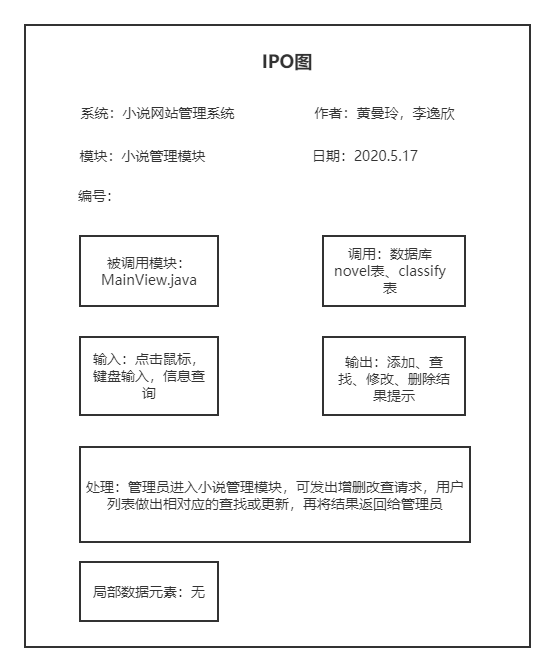 IPO图
系统：小说网站管理系统
作者：黄曼玲，李逸欣
模块：小说管理模块
日期：2020.5.17
编号：
被调用模块：
MainView.java
调用：数据库
novel表、classify
表
输入：点击鼠标，
键盘输入，信息查
询
输出：添加、查
找、修改、删除结
果提示
处理：管理员进入小说管理模块，可发出增删改查请求，用户
列表做出相对应的查找或更新，再将结果返回给管理员
局部数据元素：无